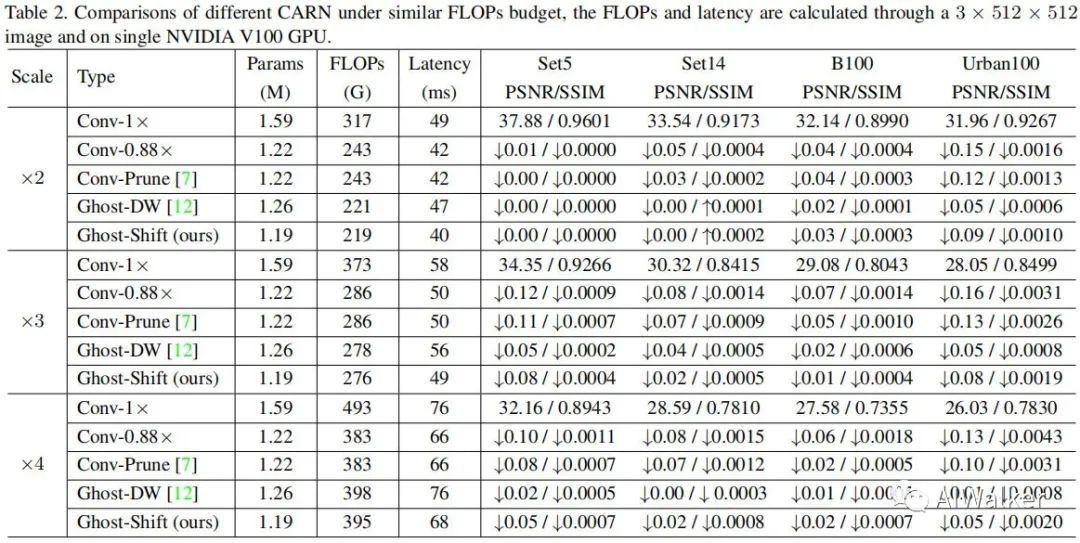 Table 2. Comparisons of different CARN under similar FLOPs budget, the FLOPs and latency are calculated through a 3 × 512 × 512
image and on single NVIDIA V100 GPU.
Scale Type Params (M) FLOPs (G) Latency (ms) Set5 PSNR/SSIM Set14 PSNR/SSIM B100 PSNR/SSIM Urban100 PSNR/SSIM
×2 Conv-1× 1.59 317 49 37.88 / 0.9601 33.54 / 0.9173 32.14 / 0.8990 31.96 / 0.9267
Conv-0.88× 1.22 243 42 ↓0.01 / ↓0.0000 ↓0.05 / ↓0.0004 ↓0.04 / ↓0.0004 ↓0.15 / ↓0.0016
Conv-Prune [7] 1.22 243 42 ↓0.00 / ↓0.0000 ↓0.03 / ↓0.0002 ↓0.04 / ↓0.0003 ↓0.12 / ↓0.0013
Ghost-DW [12] 1.26 221 47 ↓0.00 / ↓0.0000 ↓0.00 / ↑0.0001 ↓0.02 / ↓0.0001 ↓0.05 / ↓0.0006
Ghost-Shift (ours) 1.19 219 40 ↓0.00 / ↓0.0000 ↓0.00 / ↑0.0002 ↓0.03 / ↓0.0003 ↓0.09 / ↓0.0010
×3 Conv-1× 1.59 373 58 34.35 / 0.9266 30.32 / 0.8415 29.08 / 0.8043 28.05 / 0.8499
Conv-0.88× 1.22 286 50 ↓0.12 / ↓0.0009 ↓0.08 / ↓0.0014 ↓0.07 / ↓0.0014 ↓0.16 / ↓0.0031
Conv-Prune [7] 1.22 286 50 ↓0.11 / ↓0.0007 ↓0.07 / ↓0.0009 ↓0.05 / ↓0.0010 ↓0.13 / ↓0.0026
Ghost-DW [12] 1.26 278 56 ↓0.05 / ↓0.0002 ↓0.04 / ↓0.0005 ↓0.02 / ↓0.0006 ↓0.05 / ↓0.0008
Ghost-Shift (ours) 1.19 276 49 ↓0.08 / ↓0.0004 ↓0.02 / ↓0.0005 ↓0.01 / ↓0.0004 ↓0.08 / ↓0.0019
×4 Conv-1× 1.59 493 76 32.16 / 0.8943 28.59 / 0.7810 27.58 / 0.7355 26.03 / 0.7830
Conv-0.88× 1.22 383 66 ↓0.10 / ↓0.0011 ↓0.08 / ↓0.0015 ↓0.06 / ↓0.0018 ↓0.13 / ↓0.0043
Conv-Prune [7] 1.22 383 66 ↓0.08 / ↓0.0007 ↓0.07 / ↓0.0012 ↓0.02 / ↓0.0005 ↓0.10 / ↓0.0031
Ghost-DW [12] 1.26 398 76 ↓0.02 / ↓0.0005 ↓0.00 / ↓ 0.0003 ↓0.01 /
AIWalker
Ghost-Shift (ours) 1.19 395 68 ↓0.05 / ↓0.0007 ↓0.02 / ↓0.0008 ↓0.02 / ↓0.0007 ↓0.05 / ↓0.0020